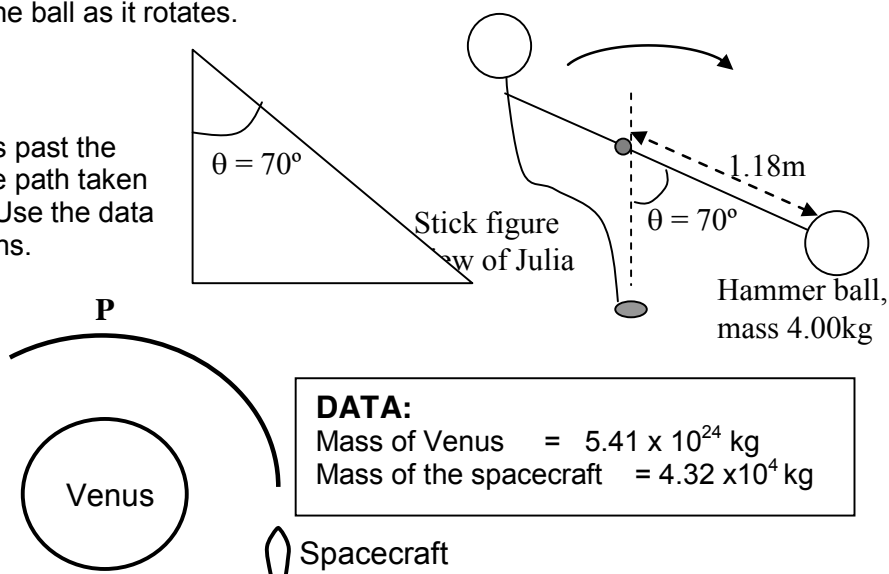 ne ball as it rotates.
s past the
e path taken
Use the data
ns.
θ = 70º
Stick figure
ew of Julia
1.18m
θ = 70º
Hammer ball,
mass 4.00kg
P
Venus
Spacecraft
DATA:
Mass of Venus = 5.41 x 10²⁴ kg
Mass of the spacecraft = 4.32 x10⁴ kg